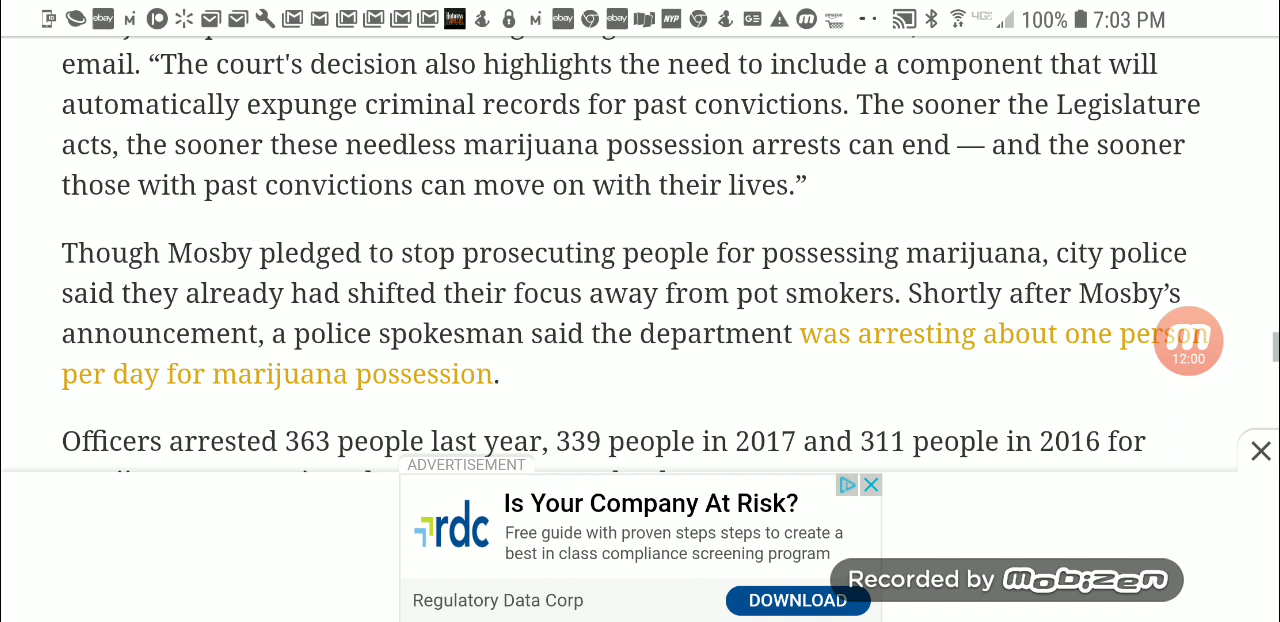 100% 7:03 PM
email. “The court's decision also highlights the need to include a component that will
automatically expunge criminal records for past convictions. The sooner the Legislature
acts, the sooner these needless marijuana possession arrests can end — and the sooner
those with past convictions can move on with their lives.”
Though Mosby pledged to stop prosecuting people for possessing marijuana, city police
said they already had shifted their focus away from pot smokers. Shortly after Mosby’s
announcement, a police spokesman said the department was arresting about one person
per day for marijuana possession.
12:00
Officers arrested 363 people last year, 339 people in 2017 and 311 people in 2016 for
ADVERTISEMENT
rdc
Is Your Company At Risk?
Free guide with proven steps steps to create a
best in class compliance screening program
Recorded by mobizen
Regulatory Data Corp
DOWNLOAD